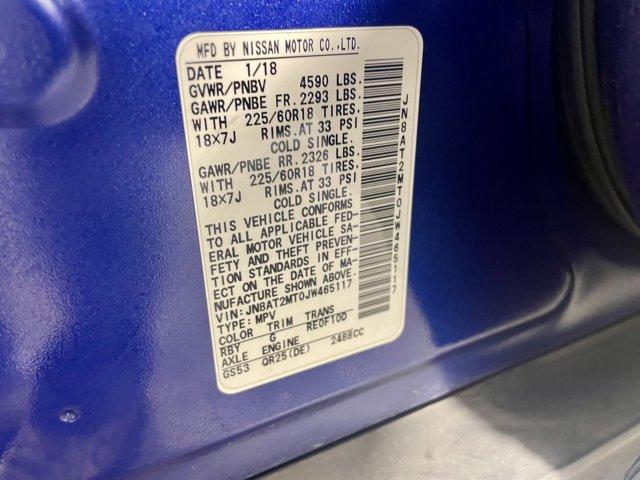 MFD BY NISSAN MOTOR CO.,LTD.
DATE 1/18
GVWR/PNBV 4590 LBS.
GAWR/PNBE FR. 2293 LBS.
WITH 225/60R18 TIRES.
18X7J RIMS. AT 33 PSI
COLD SINGLE.
GAWR/PNBE RR. 2326 LBS.
WITH 225/60R18 TIRES.
18X7J RIMS. AT 33 PSI
COLD SINGLE.
THIS VEHICLE CONFORMS
TO ALL APPLICABLE FED-
ERAL MOTOR VEHICLE SA-
FETY AND THEFT PREVEN-
TION STANDARDS IN EFF-
ECT ON THE DATE OF MA-
NUFACTURE SHOWN ABOVE.
VIN: JN8AT2MT0JW465117
TYPE: MPV
COLOR TRIM TRANS
RBY G RE0F10D
AXLE ENGINE
GS53 QR25(DE) 2488CC
JN8AT2MT0JW465117